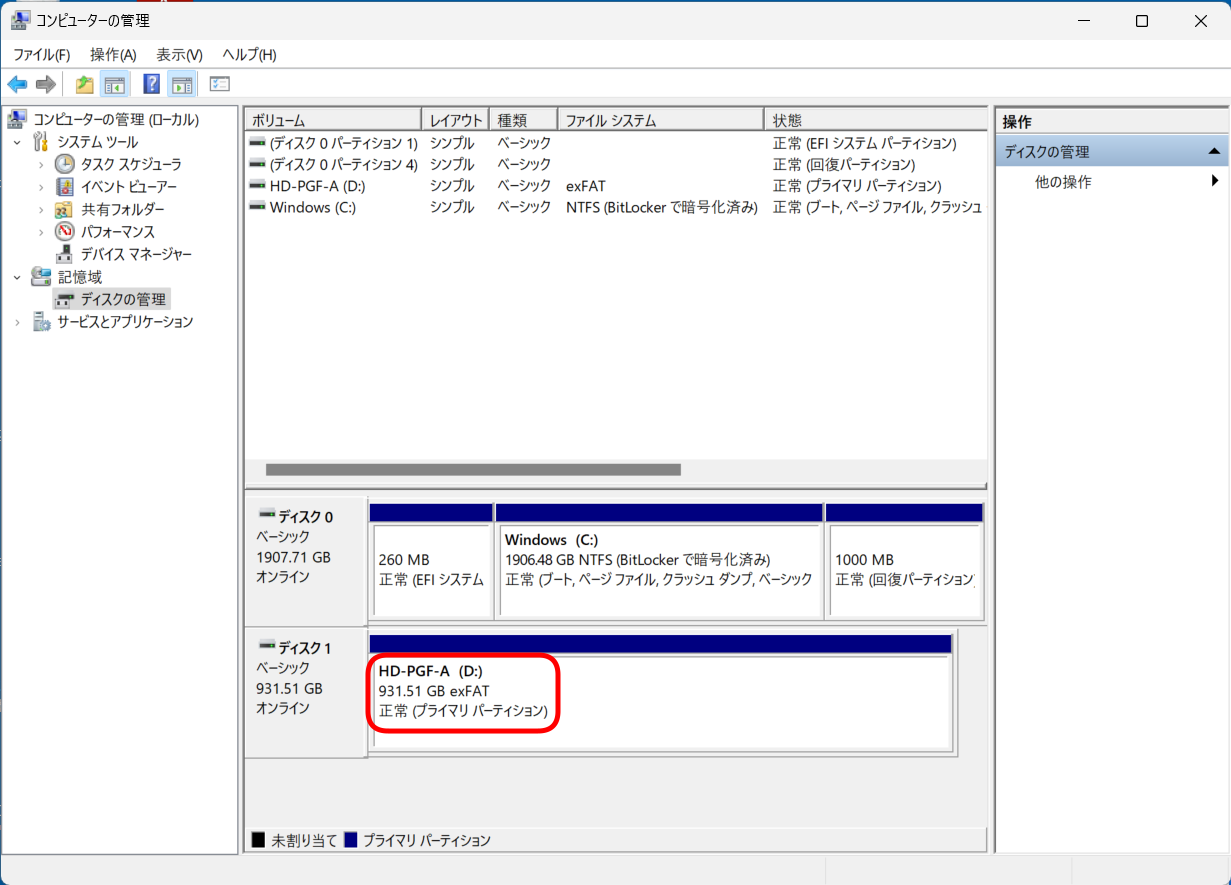 コンピューターの管理
ファイル(F) 操作(A) 表示(V) ヘルプ(H)
コンピューターの管理 (ローカル)
システム ツール
タスク スケジューラ
イベント ビューアー
共有フォルダー
パフォーマンス
デバイス マネージャー
記憶域
ディスクの管理
サービスとアプリケーション
ボリューム レイアウト 種類 ファイル システム 状態
(ディスク 0 パーティション 1) シンプル ベーシック 正常 (EFI システム パーティション)
(ディスク 0 パーティション 4) シンプル ベーシック 正常 (回復パーティション)
HD-PGF-A (D:) シンプル ベーシック exFAT 正常 (プライマリ パーティション)
Windows (C:) シンプル ベーシック NTFS (BitLocker で暗号化済み) 正常 (ブート, ページ ファイル, クラッシュ
ディスク 0
ベーシック
1907.71 GB
オンライン
260 MB
正常 (EFI システム
Windows (C:)
1906.48 GB NTFS (BitLocker で暗号化済み)
正常 (ブート, ページ ファイル, クラッシュ ダンプ, ベーシック
1000 MB
正常 (回復パーティション)
ディスク 1
ベーシック
931.51 GB
オンライン
HD-PGF-A (D:)
931.51 GB exFAT
正常 (プライマリ パーティション)
未割り当て プライマリ パーティション
操作
ディスクの管理
他の操作